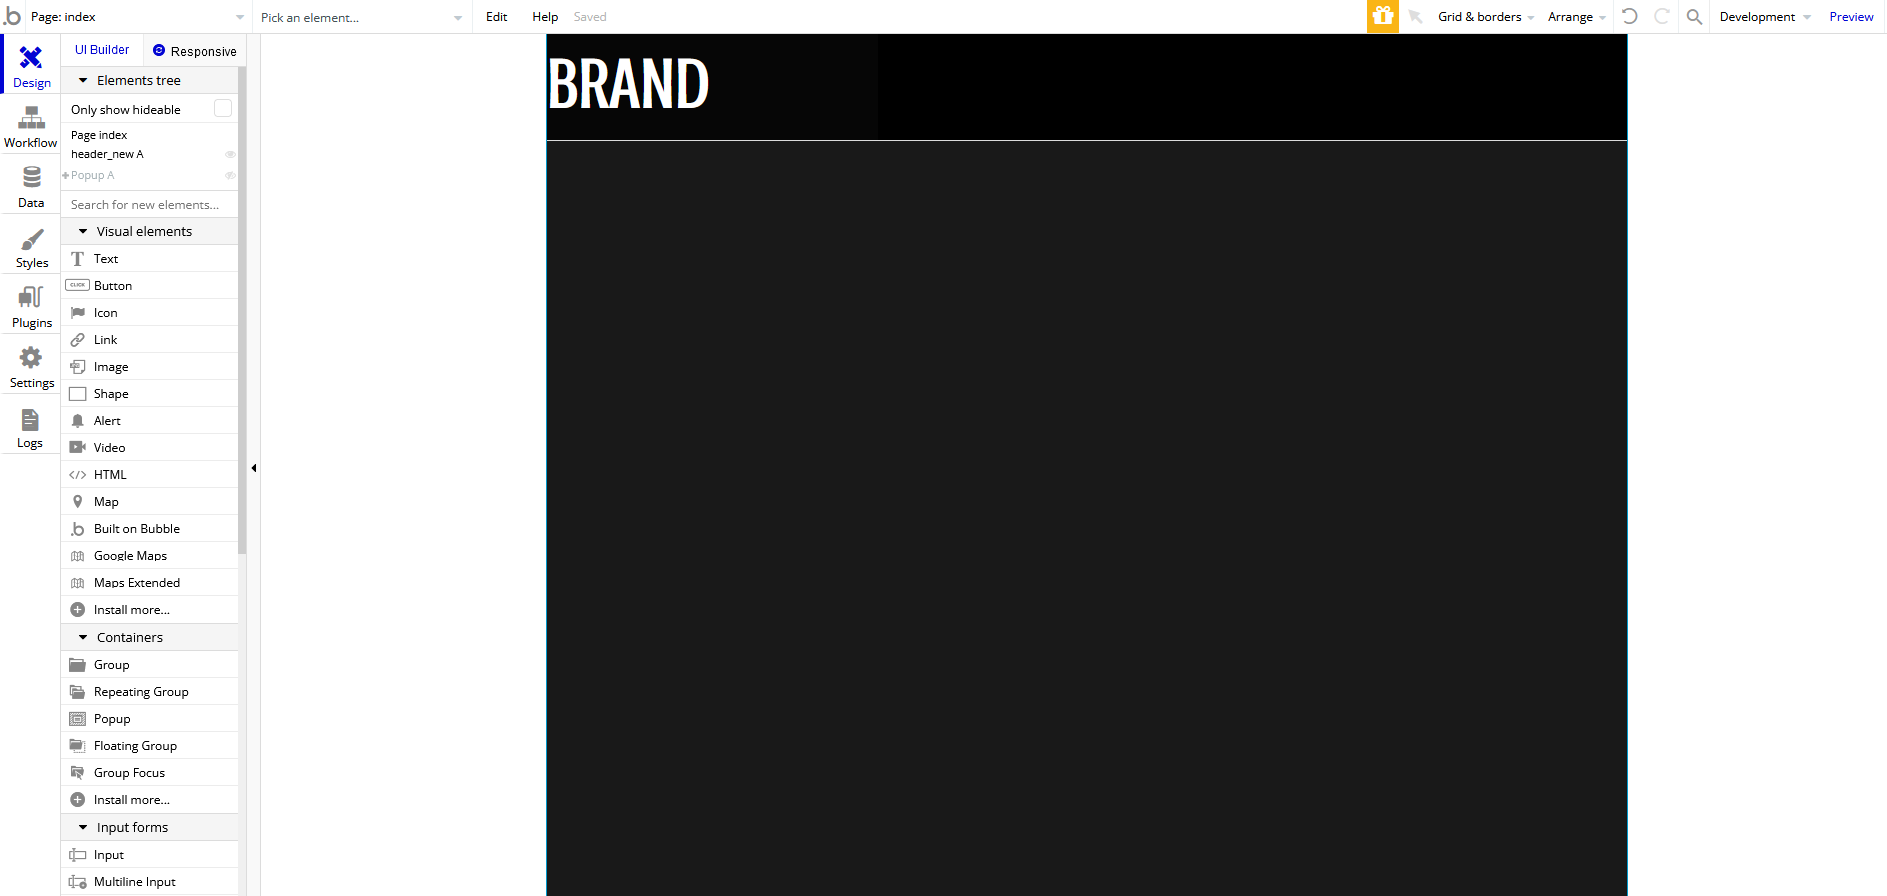 b Page: index Pick an element... Edit Help Saved Grid & borders Arrange Development Preview
UI Builder Responsive
Design
Workflow
Data
Styles
Plugins
Settings
Logs
Elements tree
Only show hideable
Page index
header_new A
+ Popup A
Search for new elements...
Visual elements
Text
CLICK Button
Icon
Link
Image
Shape
Alert
Video
</> HTML
Map
Built on Bubble
Google Maps
Maps Extended
Install more...
Containers
Group
Repeating Group
Popup
Floating Group
Group Focus
Install more...
Input forms
Input
Multiline Input
BRAND